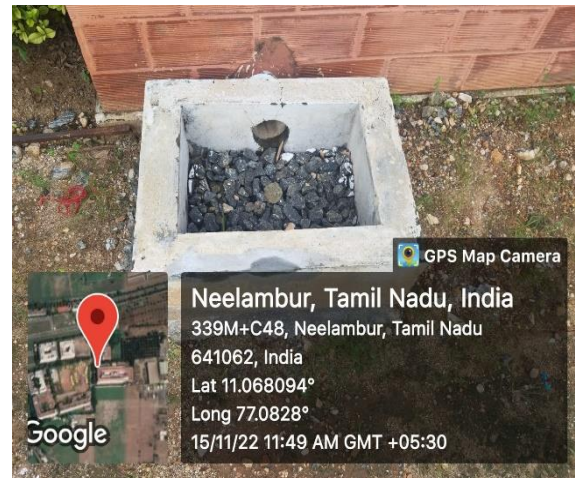 GPS Map Camera
Neelambur, Tamil Nadu, India
339M+C48, Neelambur, Tamil Nadu
641062, India
Lat 11.068094°
Long 77.0828°
15/11/22 11:49 AM GMT +05:30
Google